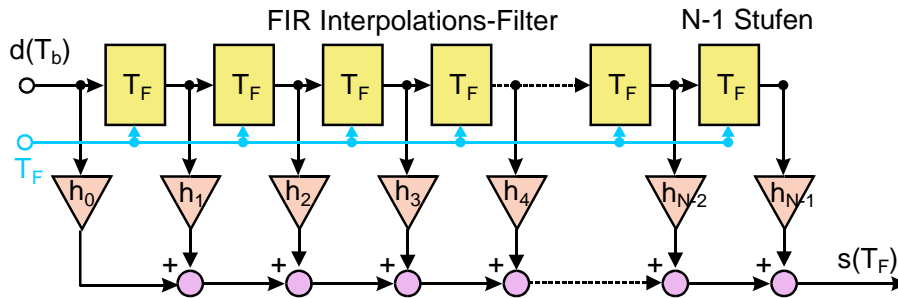 FIR Interpolations-Filter N-1 Stufen
d(T_b)
T_F T_F T_F T_F T_F T_F
T_F
h_0 h_1 h_2 h_3 h_4 h_N-2 h_N-1
+ + + + + +
s(T_F)